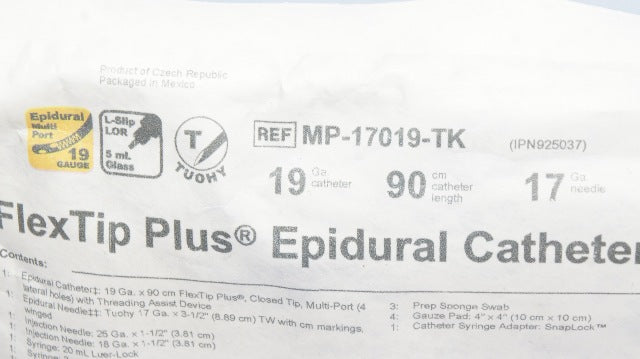 Product of Czech Republic
Packaged in Mexico
Epidural
Multi
Port
19
GAUGE
L-Slip
LOR
5 mL
Glass
T
TUOHY
REF MP-17019-TK (IPN925037)
19 Ga. catheter
90 cm catheter length
17 Ga. needle
FlexTip Plus® Epidural Catheter
Contents:
1: Epidural Catheter‡: 19 Ga. x 90 cm FlexTip Plus®, Closed Tip, Multi-Port (4
lateral holes) with Threading Assist Device
1: Epidural Needle‡‡: Tuohy 17 Ga. x 3-1/2" (8.89 cm) TW with cm markings,
winged
1: Injection Needle: 25 Ga. x 1-1/2" (3.81 cm)
1: Injection Needle: 18 Ga. x 1-1/2" (3.81 cm)
1: Syringe: 20 mL Luer-Lock
3: Prep Sponge Swab
4: Gauze Pad: 4" x 4" (10 cm x 10 cm)
1: Catheter Syringe Adapter: SnapLock™